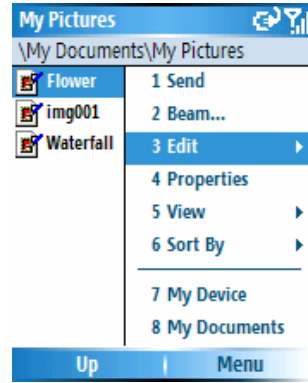 My Pictures
\My Documents\My Pictures
Flower
img001
Waterfall
1 Send
2 Beam...
3 Edit
4 Properties
5 View
6 Sort By
7 My Device
8 My Documents
Up
Menu